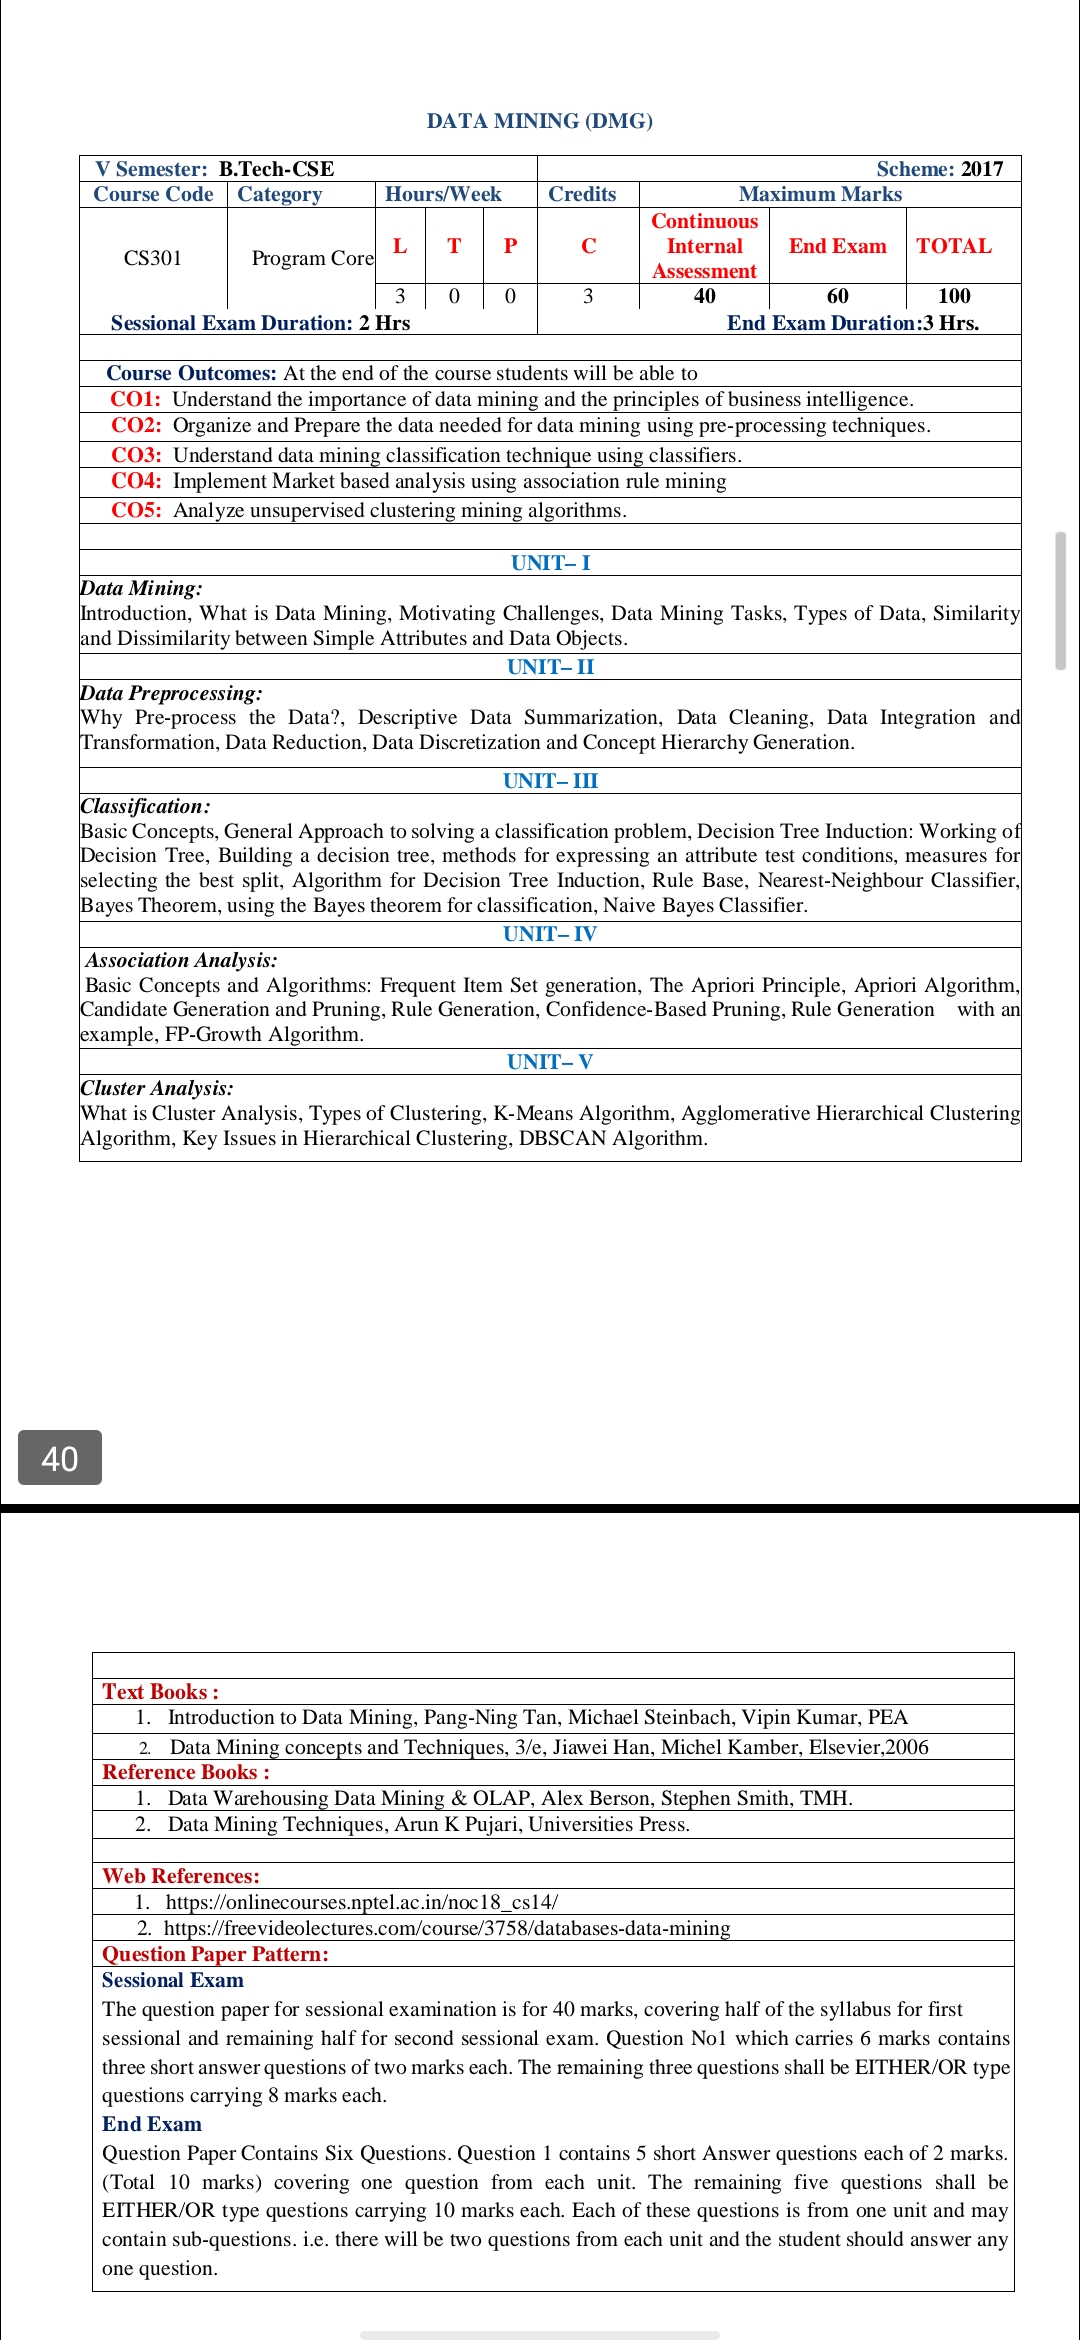 DATA MINING (DMG)
V Semester: B.Tech-CSE Scheme: 2017
Course Code Category Hours/Week Credits Maximum Marks
CS301 Program Core L T P C Continuous Internal Assessment End Exam TOTAL
3 0 0 3 40 60 100
Sessional Exam Duration: 2 Hrs End Exam Duration:3 Hrs.
Course Outcomes: At the end of the course students will be able to
CO1: Understand the importance of data mining and the principles of business intelligence.
CO2: Organize and Prepare the data needed for data mining using pre-processing techniques.
CO3: Understand data mining classification technique using classifiers.
CO4: Implement Market based analysis using association rule mining
CO5: Analyze unsupervised clustering mining algorithms.
UNIT– I
Data Mining:
Introduction, What is Data Mining, Motivating Challenges, Data Mining Tasks, Types of Data, Similarity
and Dissimilarity between Simple Attributes and Data Objects.
UNIT– II
Data Preprocessing:
Why Pre-process the Data?, Descriptive Data Summarization, Data Cleaning, Data Integration and
Transformation, Data Reduction, Data Discretization and Concept Hierarchy Generation.
UNIT– III
Classification:
Basic Concepts, General Approach to solving a classification problem, Decision Tree Induction: Working of
Decision Tree, Building a decision tree, methods for expressing an attribute test conditions, measures for
selecting the best split, Algorithm for Decision Tree Induction, Rule Base, Nearest-Neighbour Classifier,
Bayes Theorem, using the Bayes theorem for classification, Naive Bayes Classifier.
UNIT– IV
Association Analysis:
Basic Concepts and Algorithms: Frequent Item Set generation, The Apriori Principle, Apriori Algorithm,
Candidate Generation and Pruning, Rule Generation, Confidence-Based Pruning, Rule Generation with an
example, FP-Growth Algorithm.
UNIT– V
Cluster Analysis:
What is Cluster Analysis, Types of Clustering, K-Means Algorithm, Agglomerative Hierarchical Clustering
Algorithm, Key Issues in Hierarchical Clustering, DBSCAN Algorithm.
40
Text Books :
1. Introduction to Data Mining, Pang-Ning Tan, Michael Steinbach, Vipin Kumar, PEA
2. Data Mining concepts and Techniques, 3/e, Jiawei Han, Michel Kamber, Elsevier,2006
Reference Books :
1. Data Warehousing Data Mining & OLAP, Alex Berson, Stephen Smith, TMH.
2. Data Mining Techniques, Arun K Pujari, Universities Press.
Web References:
1. https://onlinecourses.nptel.ac.in/noc18_cs14/
2. https://freevideolectures.com/course/3758/databases-data-mining
Question Paper Pattern:
Sessional Exam
The question paper for sessional examination is for 40 marks, covering half of the syllabus for first
sessional and remaining half for second sessional exam. Question No1 which carries 6 marks contains
three short answer questions of two marks each. The remaining three questions shall be EITHER/OR type
questions carrying 8 marks each.
End Exam
Question Paper Contains Six Questions. Question 1 contains 5 short Answer questions each of 2 marks.
(Total 10 marks) covering one question from each unit. The remaining five questions shall be
EITHER/OR type questions carrying 10 marks each. Each of these questions is from one unit and may
contain sub-questions. i.e. there will be two questions from each unit and the student should answer any
one question.